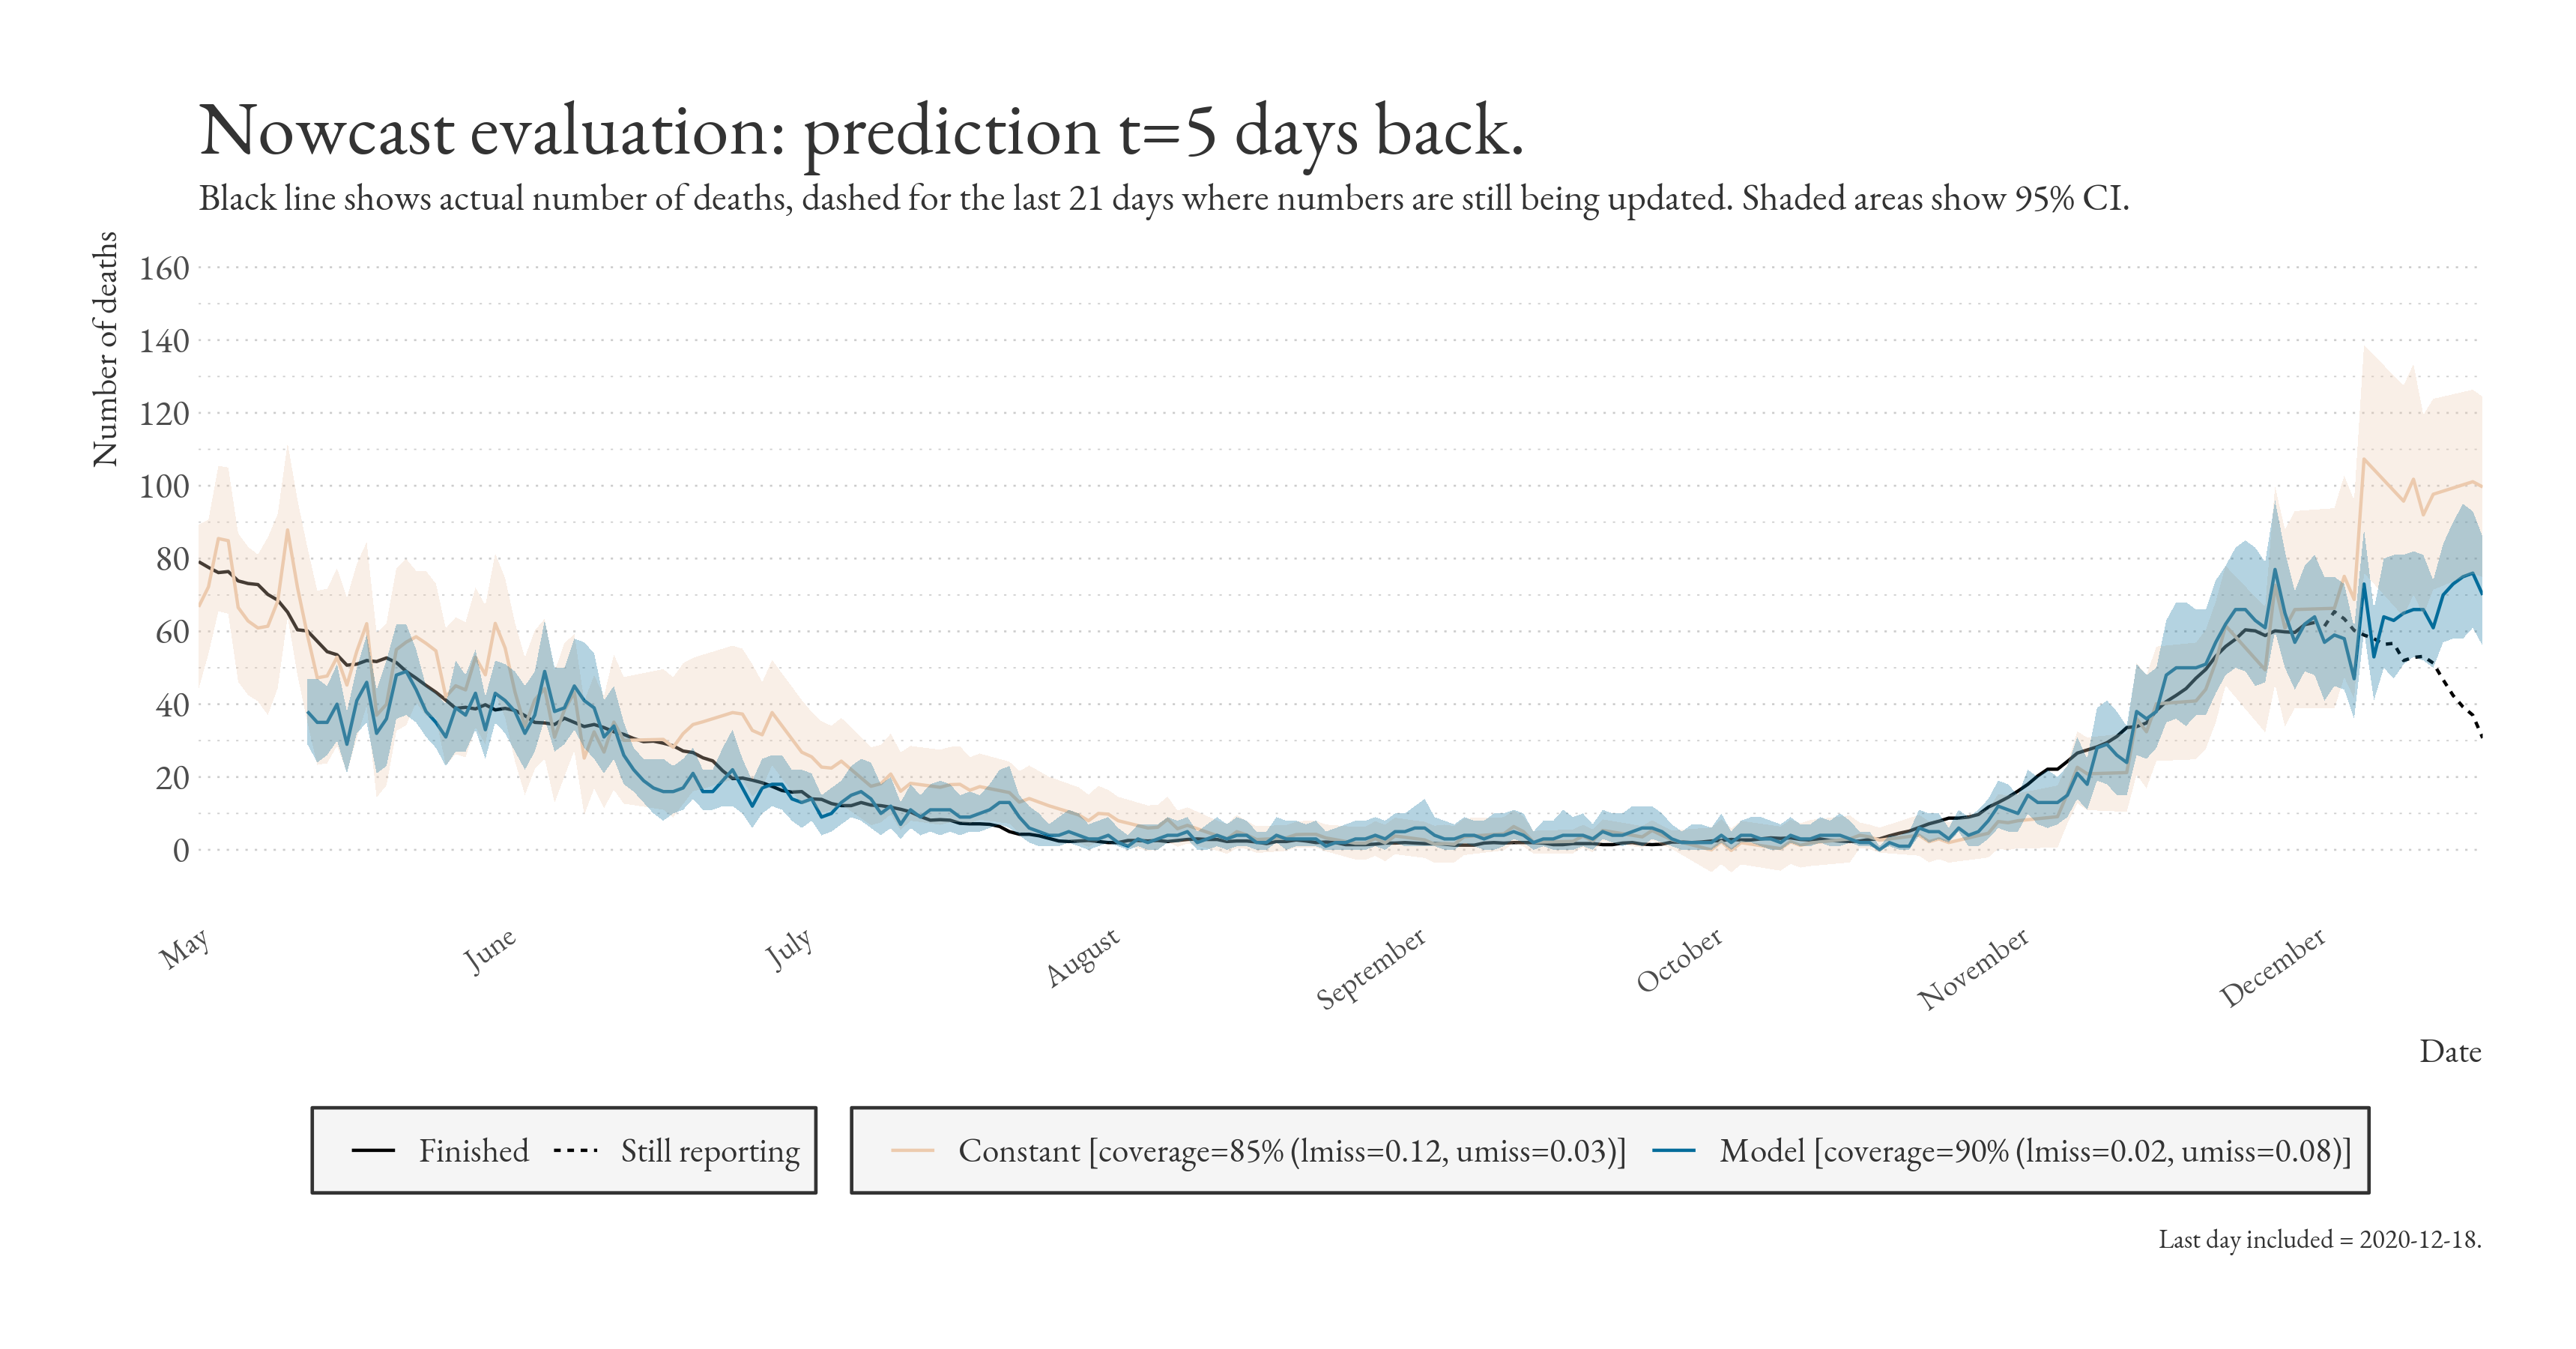 Nowcast evaluation: prediction t=5 days back.
Black line shows actual number of deaths, dashed for the last 21 days where numbers are still being updated. Shaded areas show 95% CI.
Number of deaths
160
140
120
100
80
60
40
20
0
May
June
July
August
September
October
November
December
Date
Finished
Still reporting
Constant [coverage=85% (lmiss=0.12, umiss=0.03)]
Model [coverage=90% (lmiss=0.02, umiss=0.08)]
Last day included = 2020-12-18.